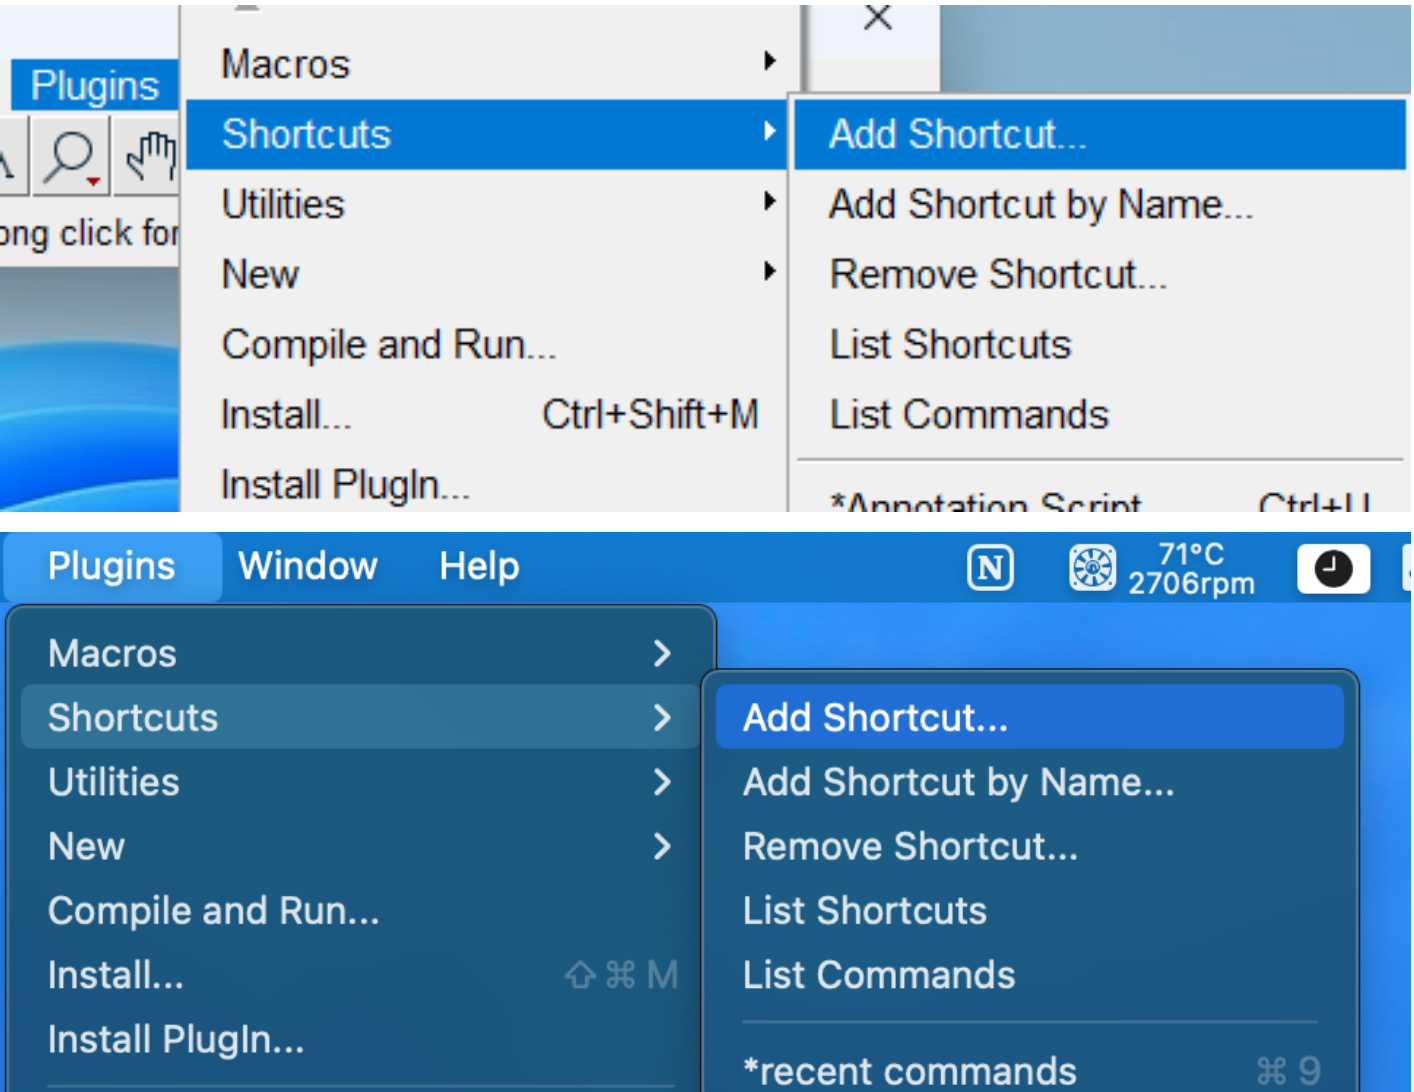 Macros
Plugins
Shortcuts
Add Shortcut...
Utilities
Add Shortcut by Name...
ong click for
New
Remove Shortcut...
Compile and Run...
List Shortcuts
Install... Ctrl+Shift+M
List Commands
Install PlugIn...
*Annotation Script Ctrl+U
Plugins Window Help
N
71°C
2706rpm
Macros
Shortcuts
Add Shortcut...
Utilities
Add Shortcut by Name...
New
Remove Shortcut...
Compile and Run...
List Shortcuts
Install... ⇧⌘M
List Commands
Install PlugIn...
*recent commands ⌘9